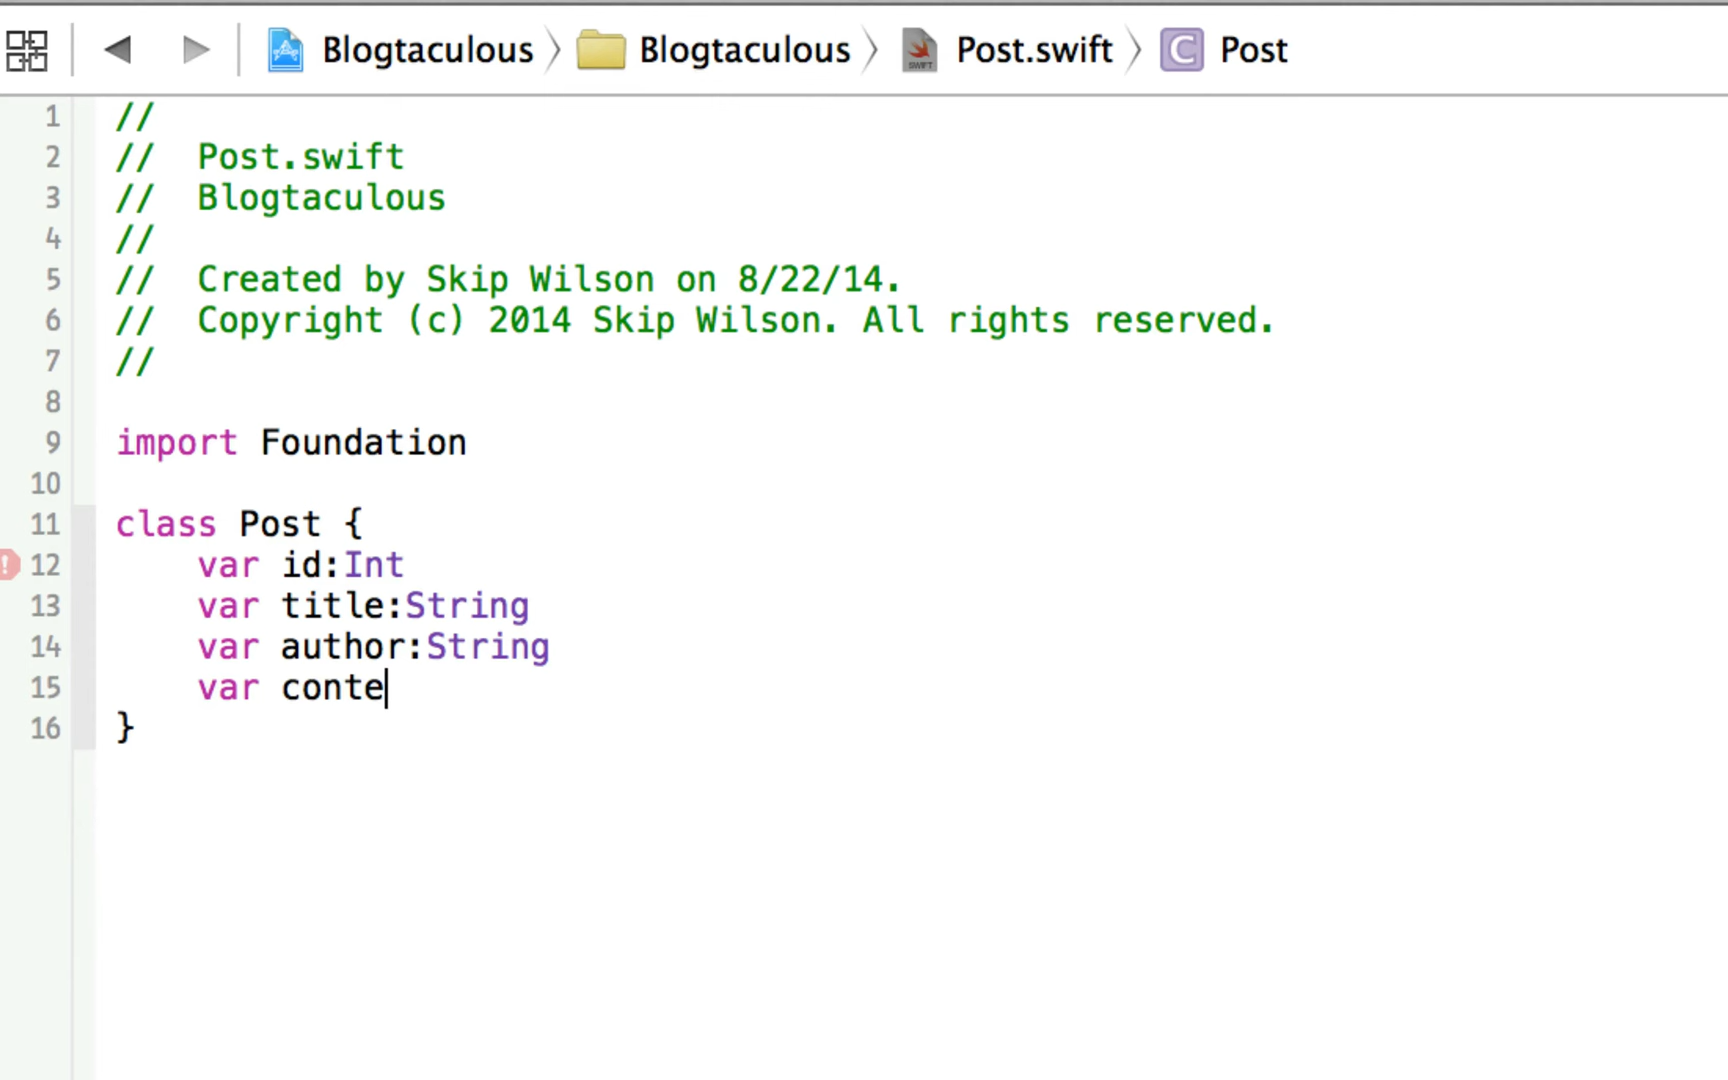 Blogtaculous Blogtaculous Post.swift C Post
1 //
2 // Post.swift
3 // Blogtaculous
4 //
5 // Created by Skip Wilson on 8/22/14.
6 // Copyright (c) 2014 Skip Wilson. All rights reserved.
7 //
8
9 import Foundation
10
11 class Post {
! 12 var id:Int
13 var title:String
14 var author:String
15 var conte
16 }